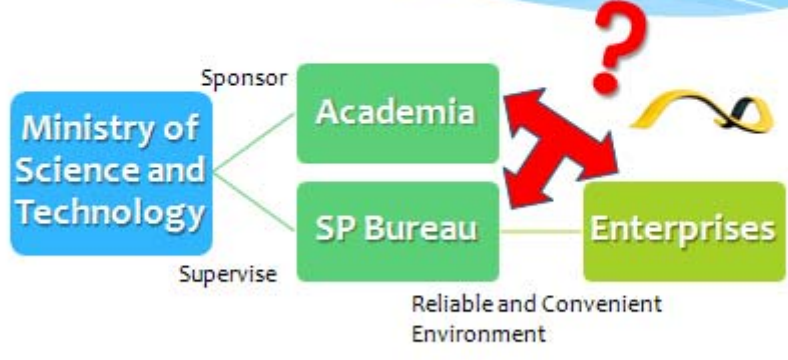 ?
Sponsor
Academia
Ministry of
Science and
Technology
SP Bureau
Enterprises
Supervise
Reliable and Convenient
Environment